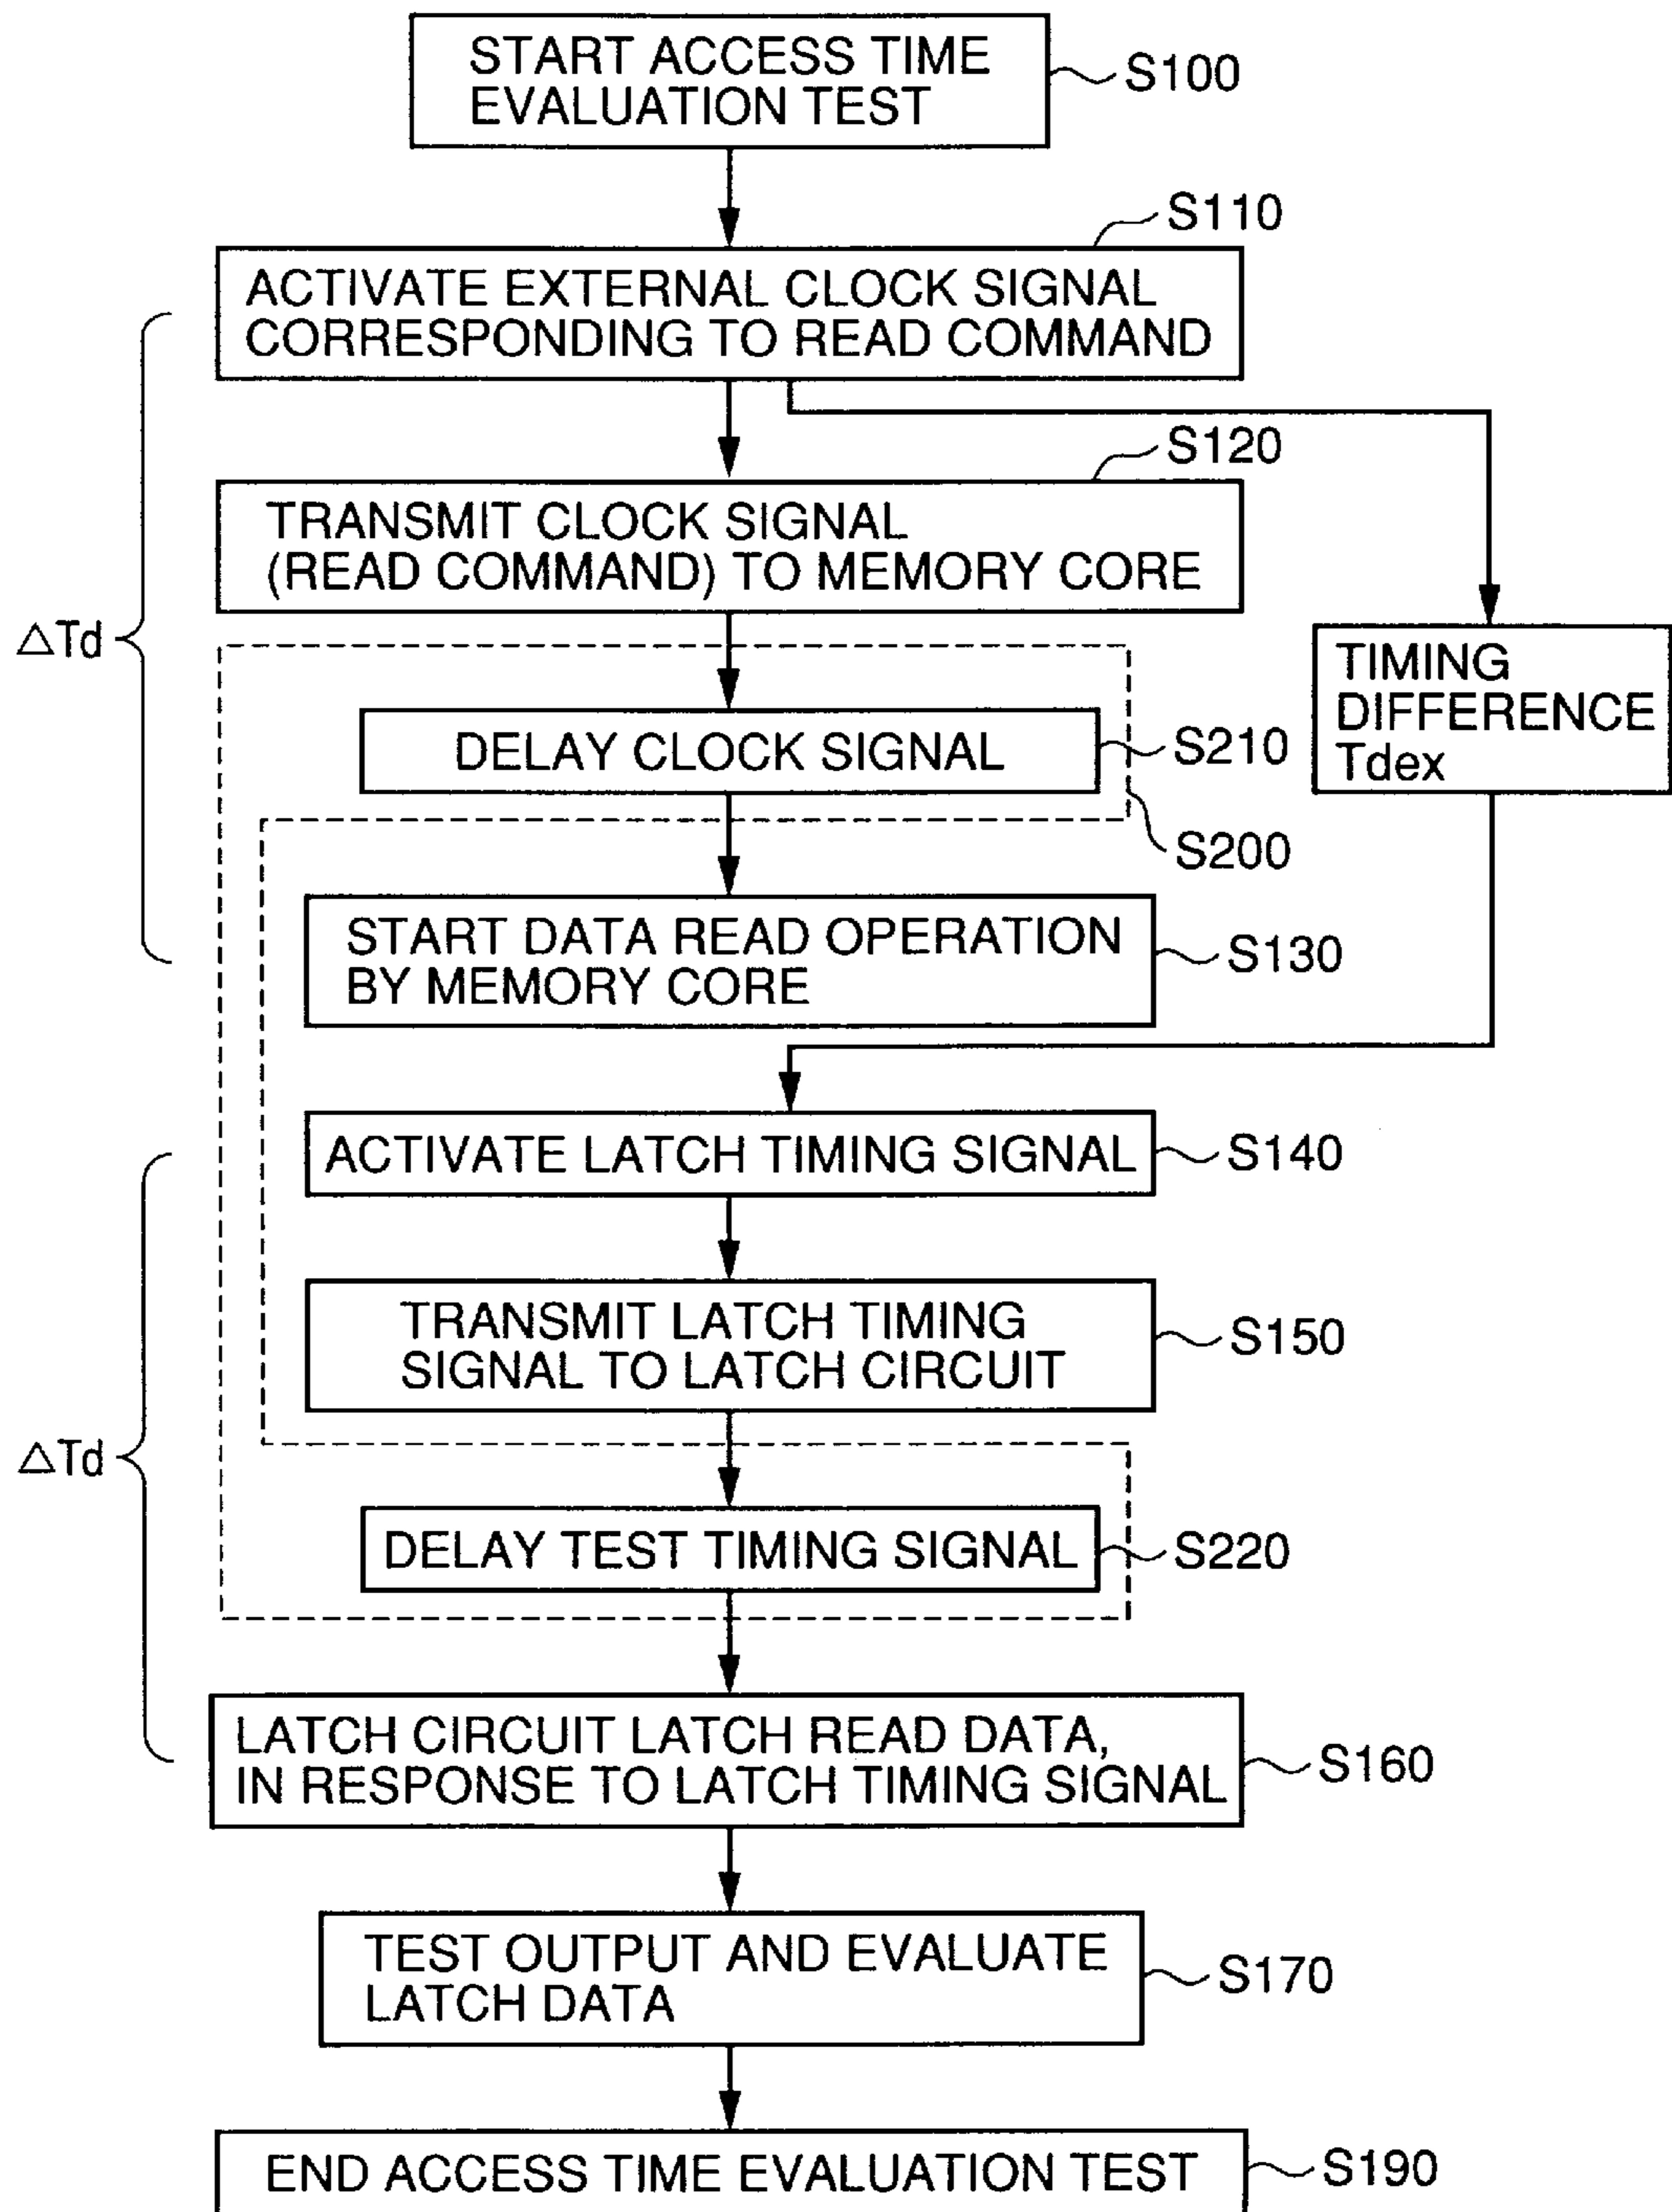 START ACCESS TIME
EVALUATION TEST
S100
S110
ACTIVATE EXTERNAL CLOCK SIGNAL
CORRESPONDING TO READ COMMAND
S120
TRANSMIT CLOCK SIGNAL
(READ COMMAND) TO MEMORY CORE
△Td
TIMING
DIFFERENCE
Tdex
DELAY CLOCK SIGNAL
S210
S200
START DATA READ OPERATION
BY MEMORY CORE
S130
ACTIVATE LATCH TIMING SIGNAL
S140
TRANSMIT LATCH TIMING
SIGNAL TO LATCH CIRCUIT
S150
△Td
DELAY TEST TIMING SIGNAL
S220
LATCH CIRCUIT LATCH READ DATA,
IN RESPONSE TO LATCH TIMING SIGNAL
S160
TEST OUTPUT AND EVALUATE
LATCH DATA
S170
END ACCESS TIME EVALUATION TEST
S190